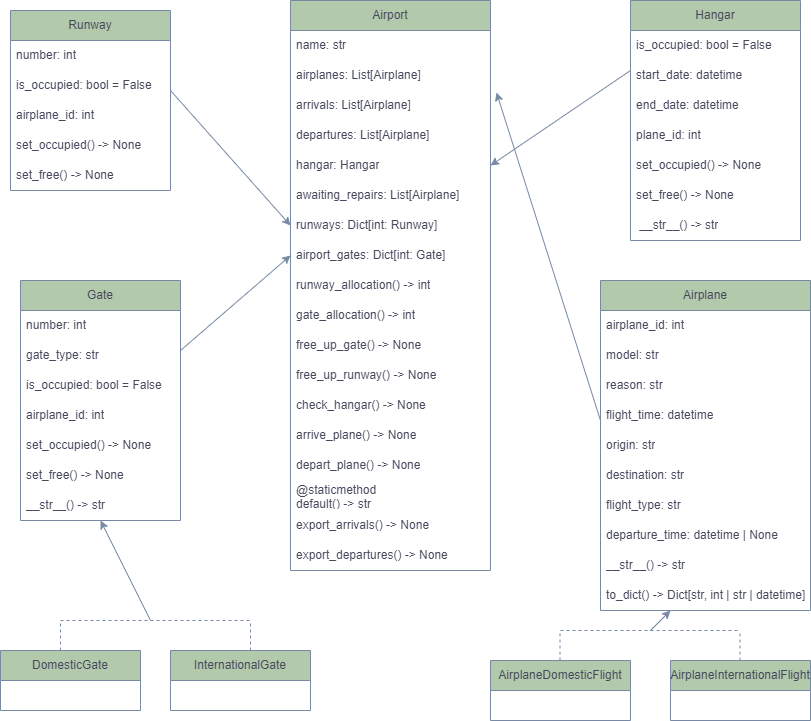 Runway
number: int
is_occupied: bool = False
airplane_id: int
set_occupied() -> None
set_free() -> None
Airport
name: str
airplanes: List[Airplane]
arrivals: List[Airplane]
departures: List[Airplane]
hangar: Hangar
awaiting_repairs: List[Airplane]
runways: Dict[int: Runway]
airport_gates: Dict[int: Gate]
runway_allocation() -> int
gate_allocation() -> int
free_up_gate() -> None
free_up_runway() -> None
check_hangar() -> None
arrive_plane() -> None
depart_plane() -> None
@staticmethod
default() -> str
export_arrivals() -> None
export_departures() -> None
Hangar
is_occupied: bool = False
start_date: datetime
end_date: datetime
plane_id: int
set_occupied() -> None
set_free() -> None
__str__() -> str
Gate
number: int
gate_type: str
is_occupied: bool = False
airplane_id: int
set_occupied() -> None
set_free() -> None
__str__() -> str
Airplane
airplane_id: int
model: str
reason: str
flight_time: datetime
origin: str
destination: str
flight_type: str
departure_time: datetime | None
__str__() -> str
to_dict() -> Dict[str, int | str | datetime]
DomesticGate
InternationalGate
AirplaneDomesticFlight
AirplaneInternationalFlight